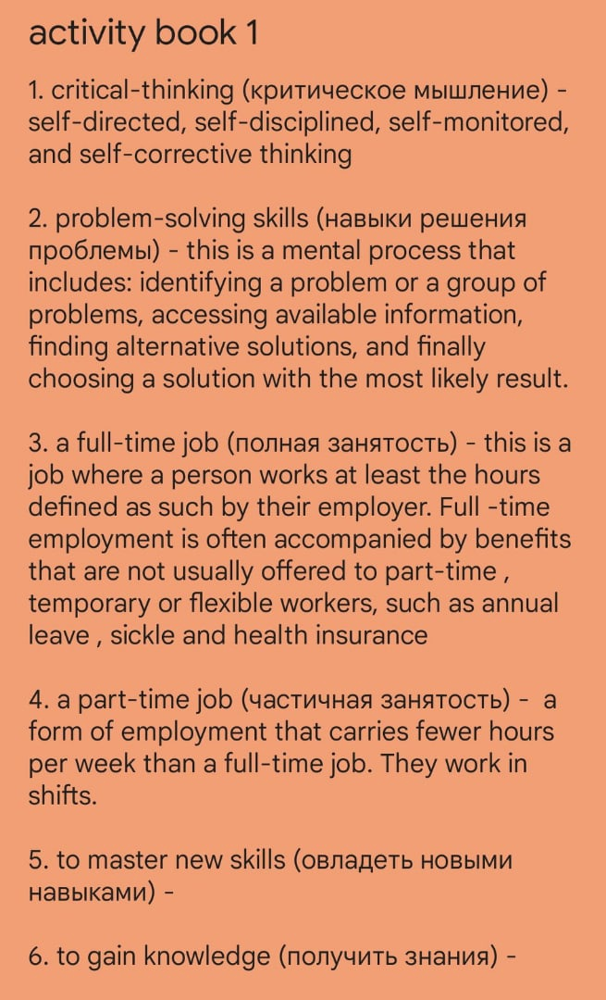 activity book 1
1. critical-thinking (критическое мышление) -
self-directed, self-disciplined, self-monitored,
and self-corrective thinking
2. problem-solving skills (навыки решения
проблемы) - this is a mental process that
includes: identifying a problem or a group of
problems, accessing available information,
finding alternative solutions, and finally
choosing a solution with the most likely result.
3. a full-time job (полная занятость) - this is a
job where a person works at least the hours
defined as such by their employer. Full -time
employment is often accompanied by benefits
that are not usually offered to part-time ,
temporary or flexible workers, such as annual
leave , sickle and health insurance
4. a part-time job (частичная занятость) -  a
form of employment that carries fewer hours
per week than a full-time job. They work in
shifts.
5. to master new skills (овладеть новыми
навыками) -
6. to gain knowledge (получить знания) -